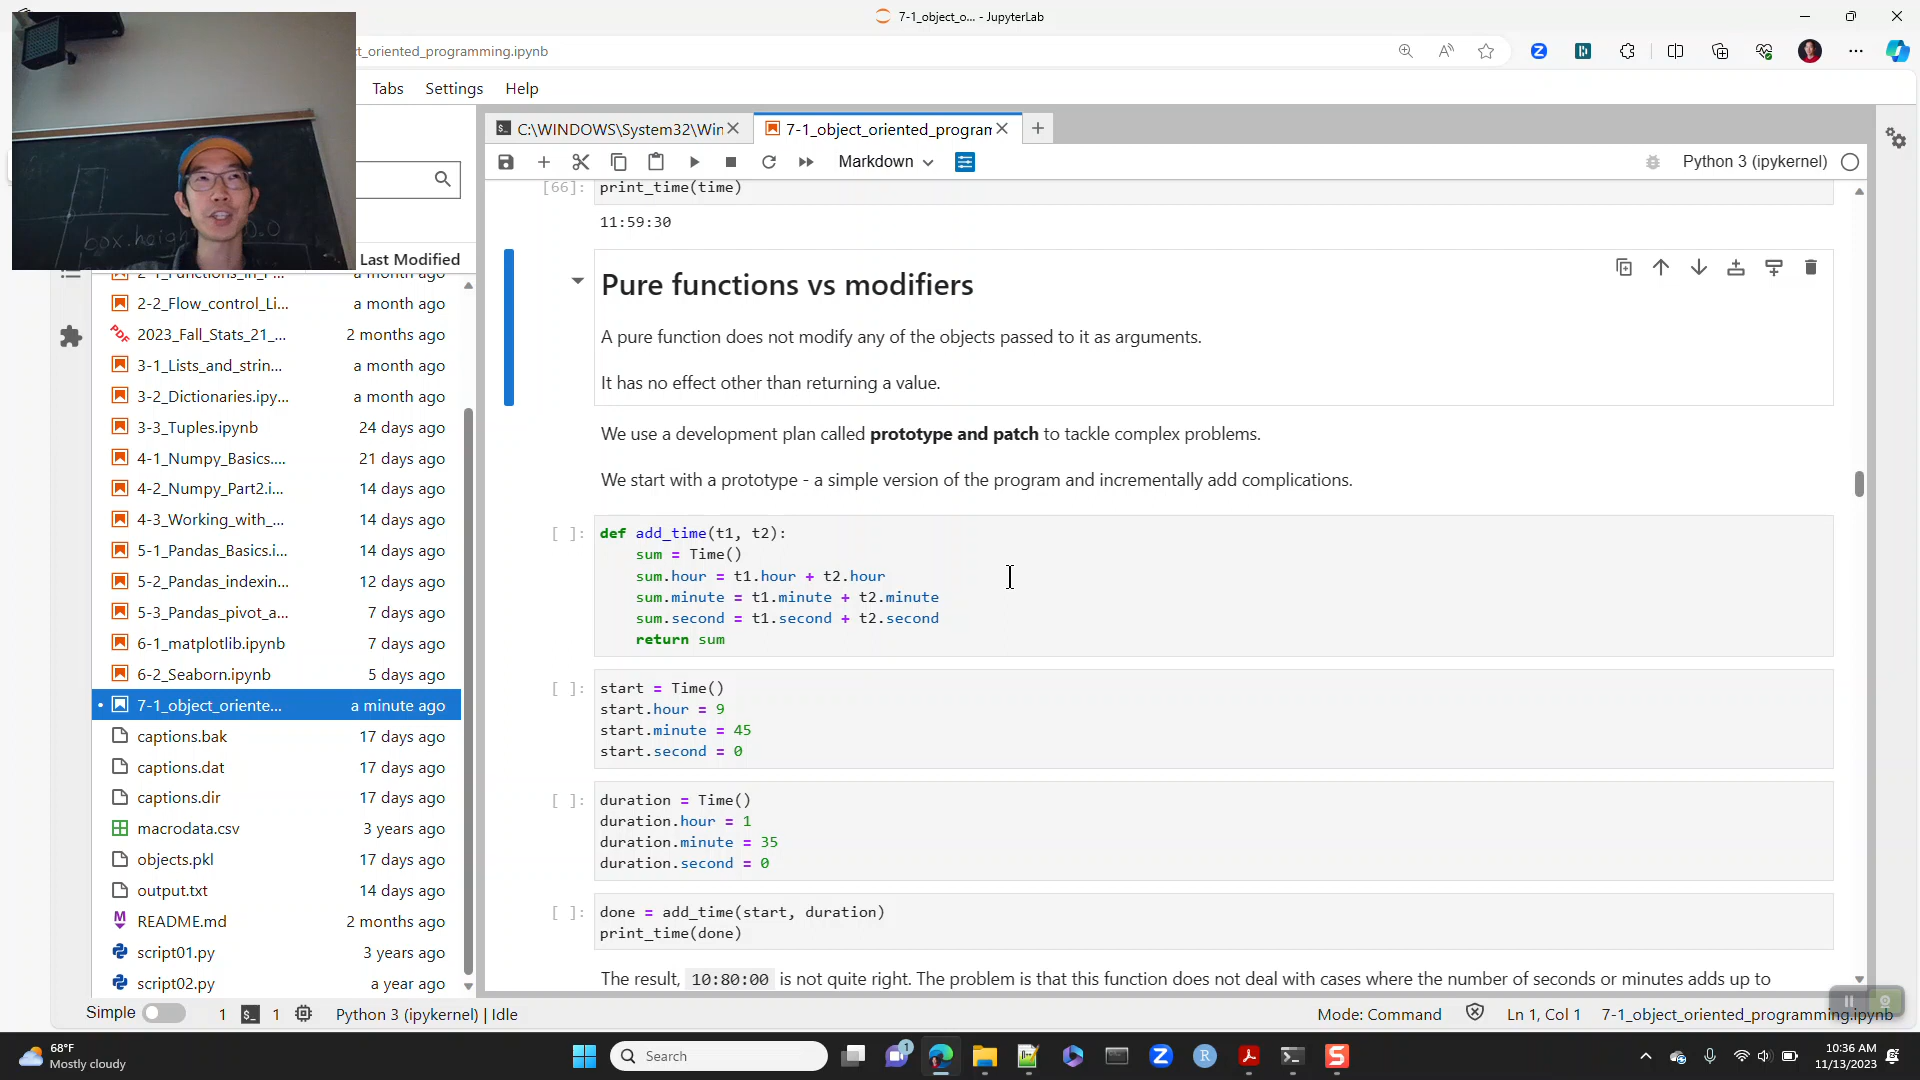 7-1_object_o... - JupyterLab
t_oriented_programming.ipynb
Tabs Settings Help
C:\WINDOWS\System32\Win
7-1_object_oriented_program
Markdown
Python 3 (ipykernel)
box.heigh 0.0
Last Modified
2-2_Flow_control_Li... a month ago
2023_Fall_Stats_21_... 2 months ago
3-1_Lists_and_strin... a month ago
3-2_Dictionaries.ipy... a month ago
3-3_Tuples.ipynb 24 days ago
4-1_Numpy_Basics.... 21 days ago
4-2_Numpy_Part2.i... 14 days ago
4-3_Working_with_... 14 days ago
5-1_Pandas_Basics.i... 14 days ago
5-2_Pandas_indexin... 12 days ago
5-3_Pandas_pivot_a... 7 days ago
6-1_matplotlib.ipynb 7 days ago
6-2_Seaborn.ipynb 5 days ago
7-1_object_oriente... a minute ago
captions.bak 17 days ago
captions.dat 17 days ago
captions.dir 17 days ago
macrodata.csv 3 years ago
objects.pkl 17 days ago
output.txt 14 days ago
README.md 2 months ago
script01.py 3 years ago
script02.py a year ago
[66]: print_time(time)
11:59:30
Pure functions vs modifiers
A pure function does not modify any of the objects passed to it as arguments.
It has no effect other than returning a value.
We use a development plan called prototype and patch to tackle complex problems.
We start with a prototype - a simple version of the program and incrementally add complications.
[ ]: def add_time(t1, t2):
sum = Time()
sum.hour = t1.hour + t2.hour
sum.minute = t1.minute + t2.minute
sum.second = t1.second + t2.second
return sum
[ ]: start = Time()
start.hour = 9
start.minute = 45
start.second = 0
[ ]: duration = Time()
duration.hour = 1
duration.minute = 35
duration.second = 0
[ ]: done = add_time(start, duration)
print_time(done)
The result, 10:80:00 is not quite right. The problem is that this function does not deal with cases where the number of seconds or minutes adds up to
Simple 1 1 Python 3 (ipykernel) | Idle
Mode: Command Ln 1, Col 1 7-1_object_oriented_programming.ipynb
68°F
Mostly cloudy
Search
10:36 AM
11/13/2023